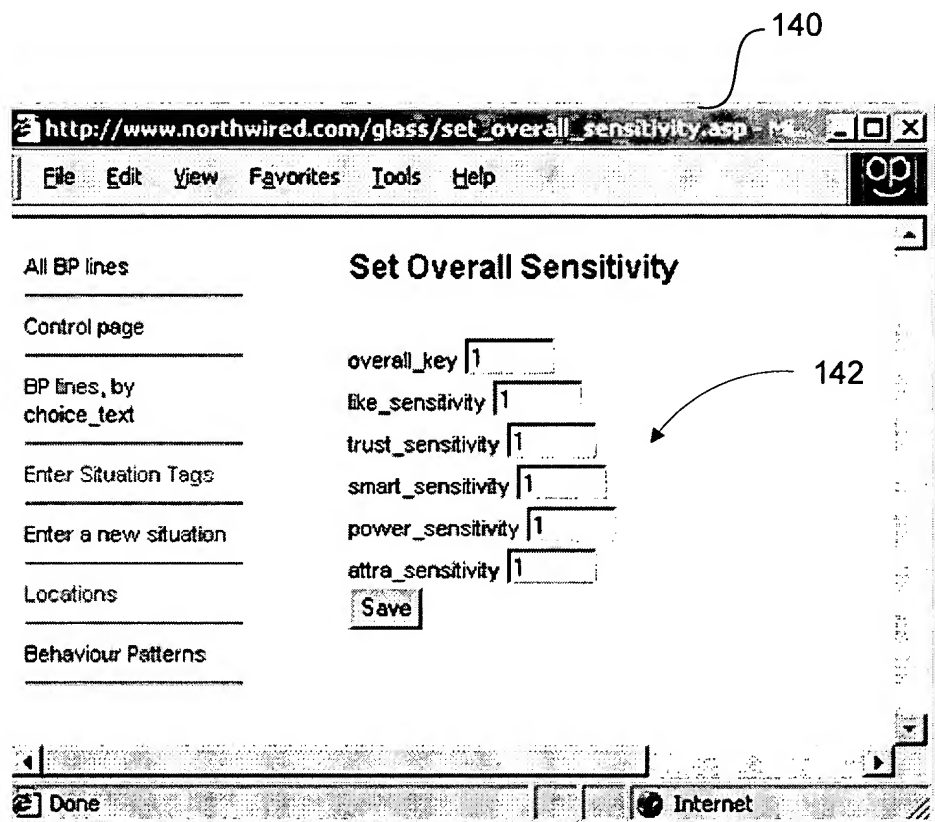 140
http://www.northwired.com/glass/set_overall_sensitivity.asp - Mi...
File Edit View Favorites Tools Help
All BP lines
Control page
BP lines, by
choice_text
Enter Situation Tags
Enter a new situation
Locations
Behaviour Patterns
Set Overall Sensitivity
overall_key 1
like_sensitivity 1
trust_sensitivity 1
smart_sensitivity 1
power_sensitivity 1
attra_sensitivity 1
Save
142
Done
Internet